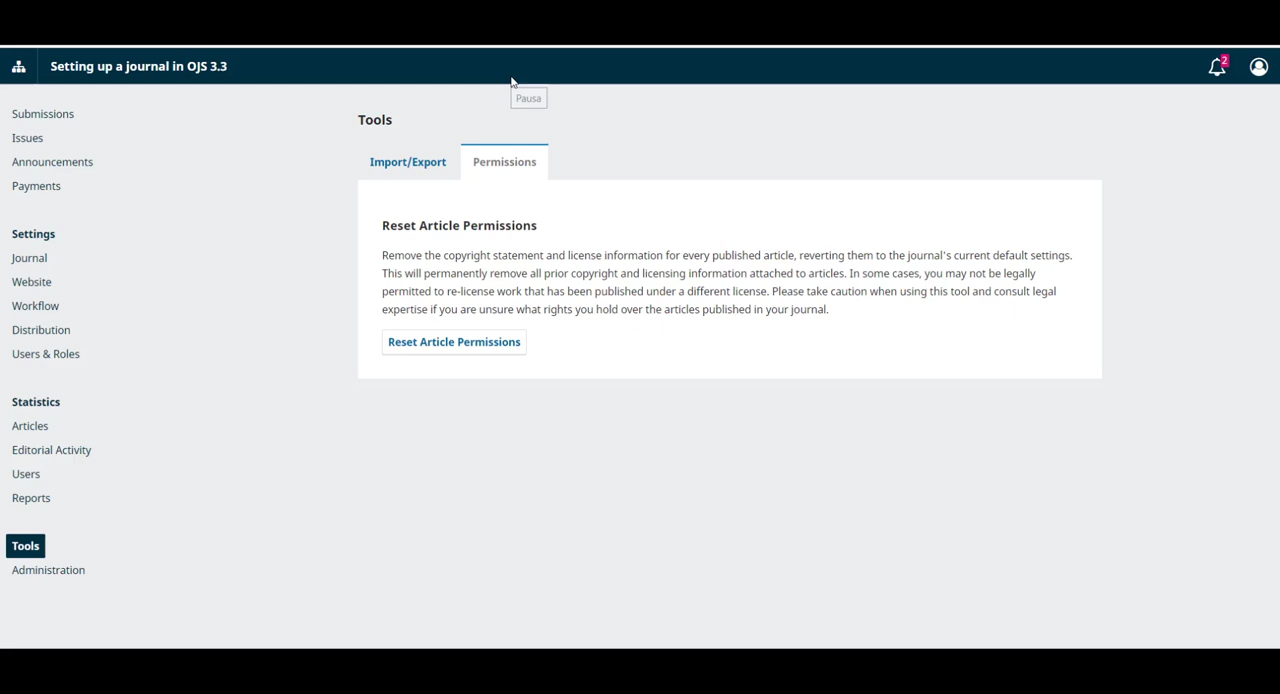 Setting up a journal in OJS 3.3
2
Pausa
Submissions
Issues
Announcements
Payments
Settings
Journal
Website
Workflow
Distribution
Users & Roles
Statistics
Articles
Editorial Activity
Users
Reports
Tools
Administration
Tools
Import/Export
Permissions
Reset Article Permissions
Remove the copyright statement and license information for every published article, reverting them to the journal's current default settings.
This will permanently remove all prior copyright and licensing information attached to articles. In some cases, you may not be legally
permitted to re-license work that has been published under a different license. Please take caution when using this tool and consult legal
expertise if you are unsure what rights you hold over the articles published in your journal.
Reset Article Permissions